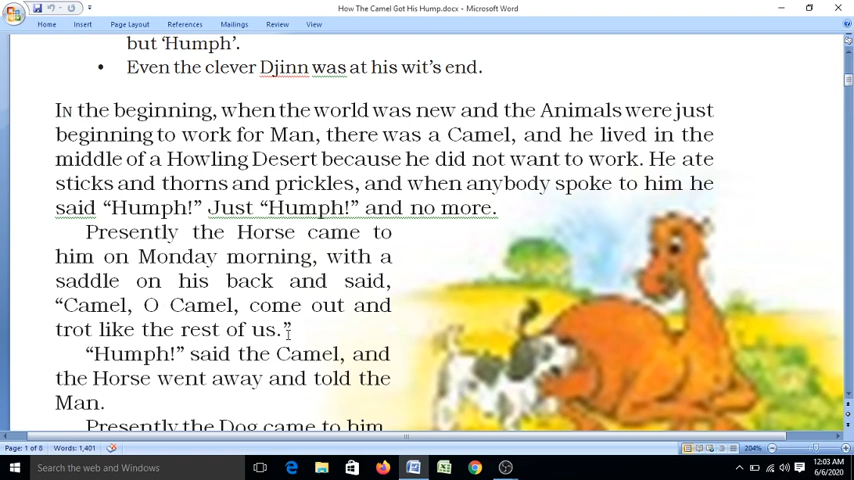 How The Camel Got His Hump.docx - Microsoft Word
Home Insert Page Layout References Mailings Review View
but ‘Humph’.
• Even the clever Djinn was at his wit’s end.
IN the beginning, when the world was new and the Animals were just
beginning to work for Man, there was a Camel, and he lived in the
middle of a Howling Desert because he did not want to work. He ate
sticks and thorns and prickles, and when anybody spoke to him he
said “Humph!” Just “Humph!” and no more.
Presently the Horse came to
him on Monday morning, with a
saddle on his back and said,
“Camel, O Camel, come out and
trot like the rest of us.”
“Humph!” said the Camel, and
the Horse went away and told the
Man.
Presently the Dog came to him
Page: 1 of 8 Words: 1,401 204%
Search the web and Windows 12:03 AM
6/6/2020